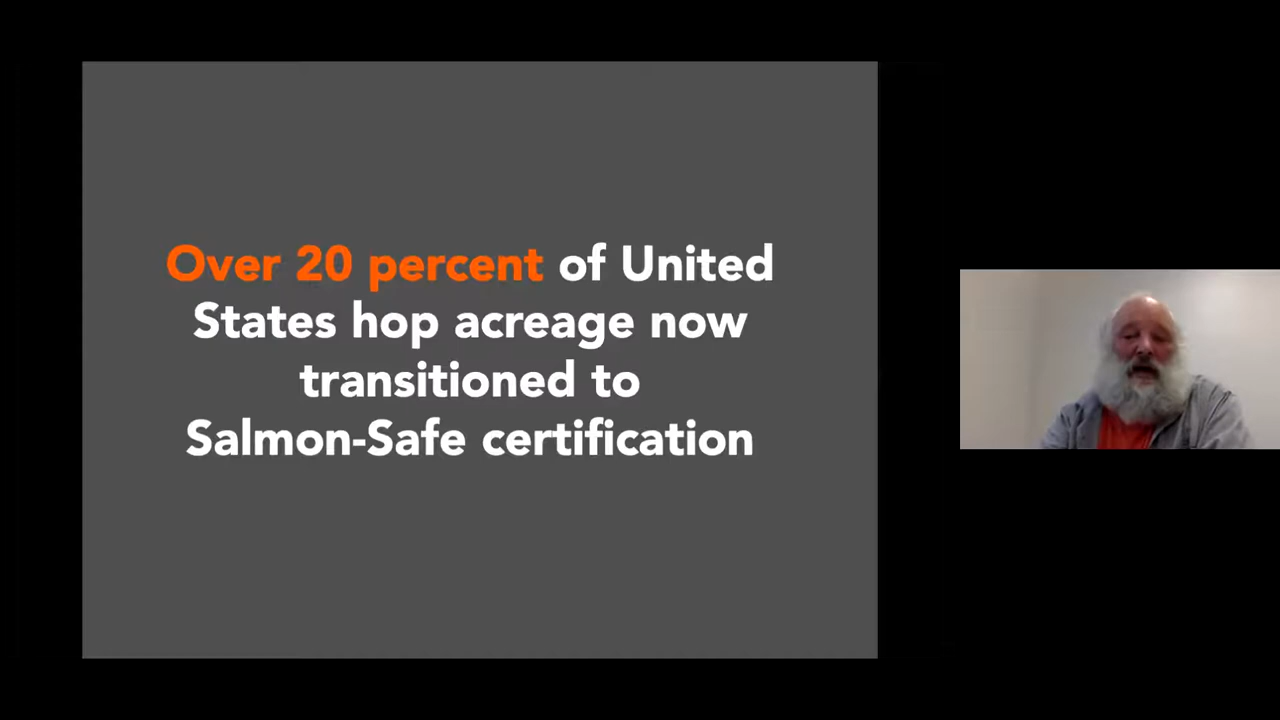 Over 20 percent of United
States hop acreage now
transitioned to
Salmon-Safe certification